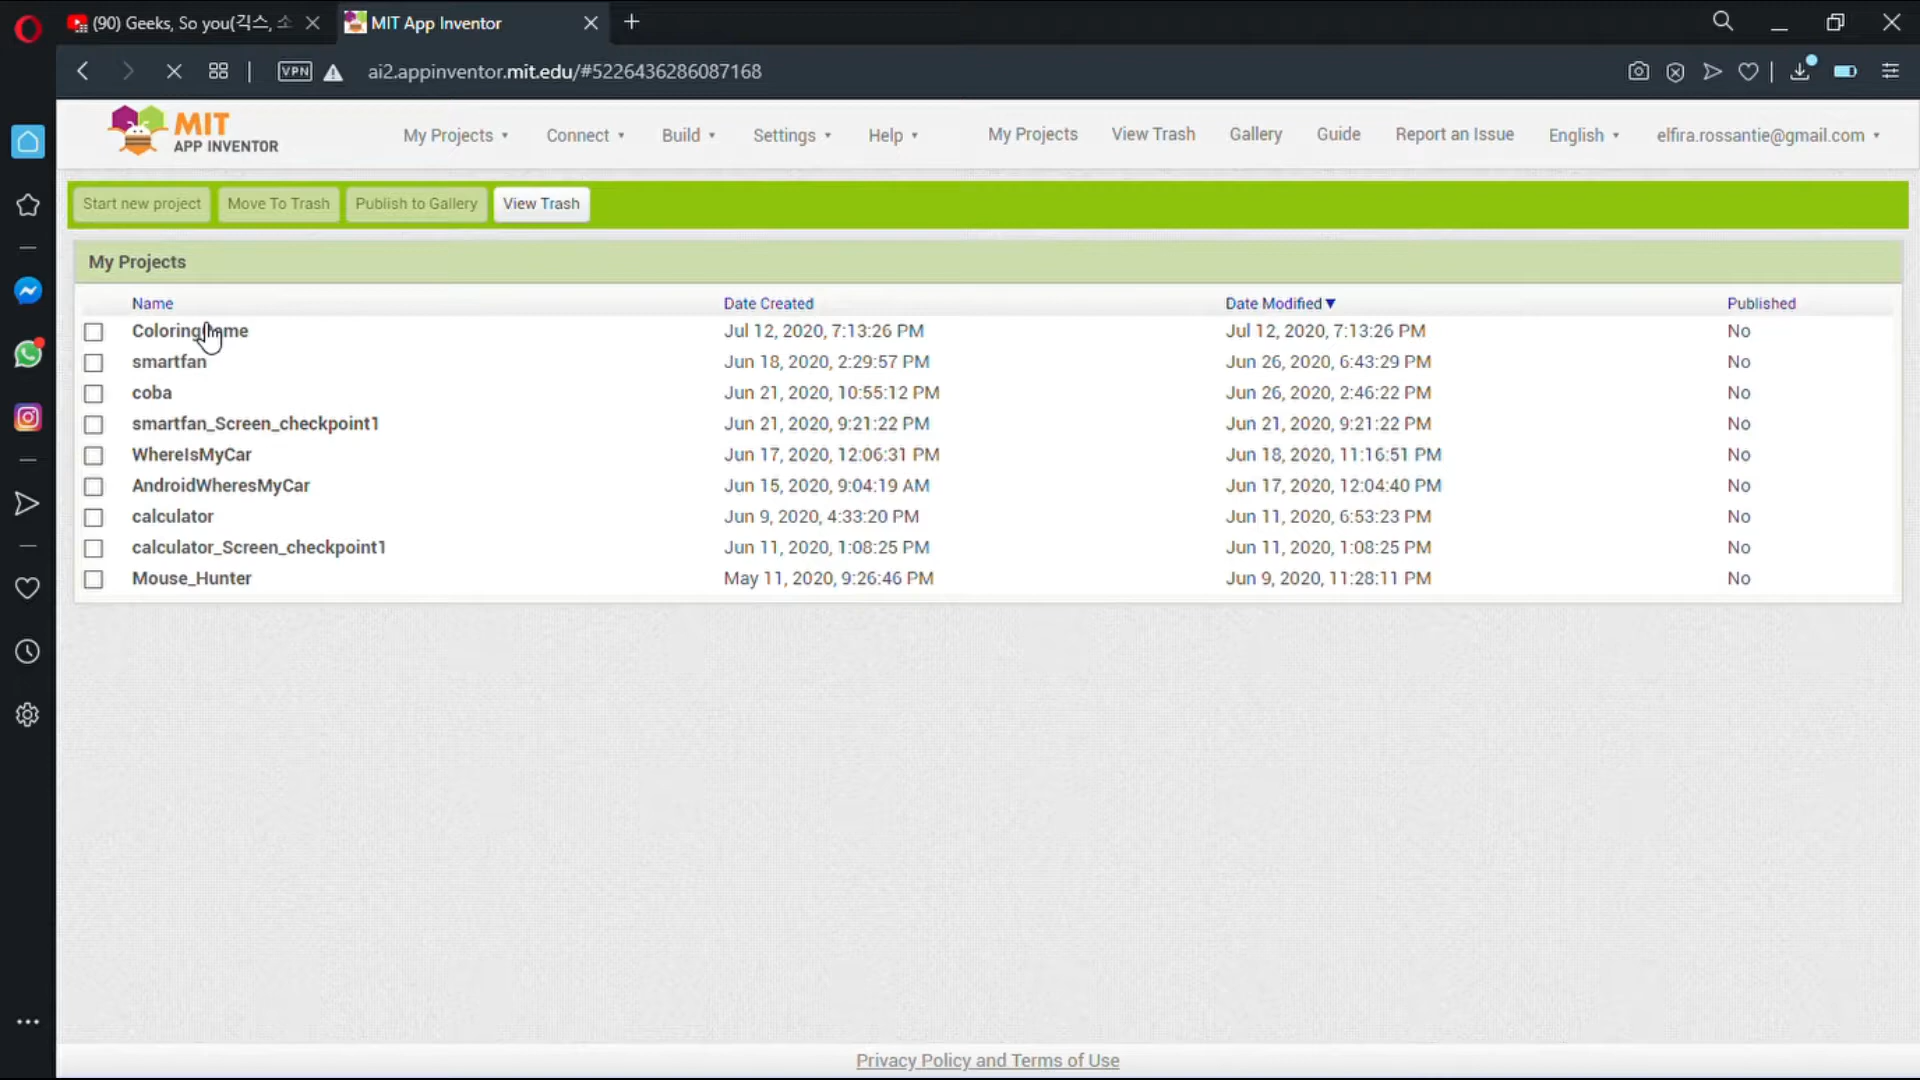 (90) Geeks, So you(긱스, 소
MIT App Inventor
VPN
ai2.appinventor.mit.edu/#5226436286087168
MIT
APP INVENTOR
My Projects
Connect
Build
Settings
Help
My Projects
View Trash
Gallery
Guide
Report an Issue
English
elfira.rossantie@gmail.com
Start new project
Move To Trash
Publish to Gallery
View Trash
My Projects
Name Date Created Date Modified Published
Jul 12, 2020, 7:13:26 PM Jul 12, 2020, 7:13:26 PM No
smartfan Jun 18, 2020, 2:29:57 PM Jun 26, 2020, 6:43:29 PM No
coba Jun 21, 2020, 10:55:12 PM Jun 26, 2020, 2:46:22 PM No
smartfan_Screen_checkpoint1 Jun 21, 2020, 9:21:22 PM Jun 21, 2020, 9:21:22 PM No
WhereIsMyCar Jun 17, 2020, 12:06:31 PM Jun 18, 2020, 11:16:51 PM No
AndroidWheresMyCar Jun 15, 2020, 9:04:19 AM Jun 17, 2020, 12:04:40 PM No
calculator Jun 9, 2020, 4:33:20 PM Jun 11, 2020, 6:53:23 PM No
calculator_Screen_checkpoint1 Jun 11, 2020, 1:08:25 PM Jun 11, 2020, 1:08:25 PM No
Mouse_Hunter May 11, 2020, 9:26:46 PM Jun 9, 2020, 11:28:11 PM No
Privacy Policy and Terms of Use